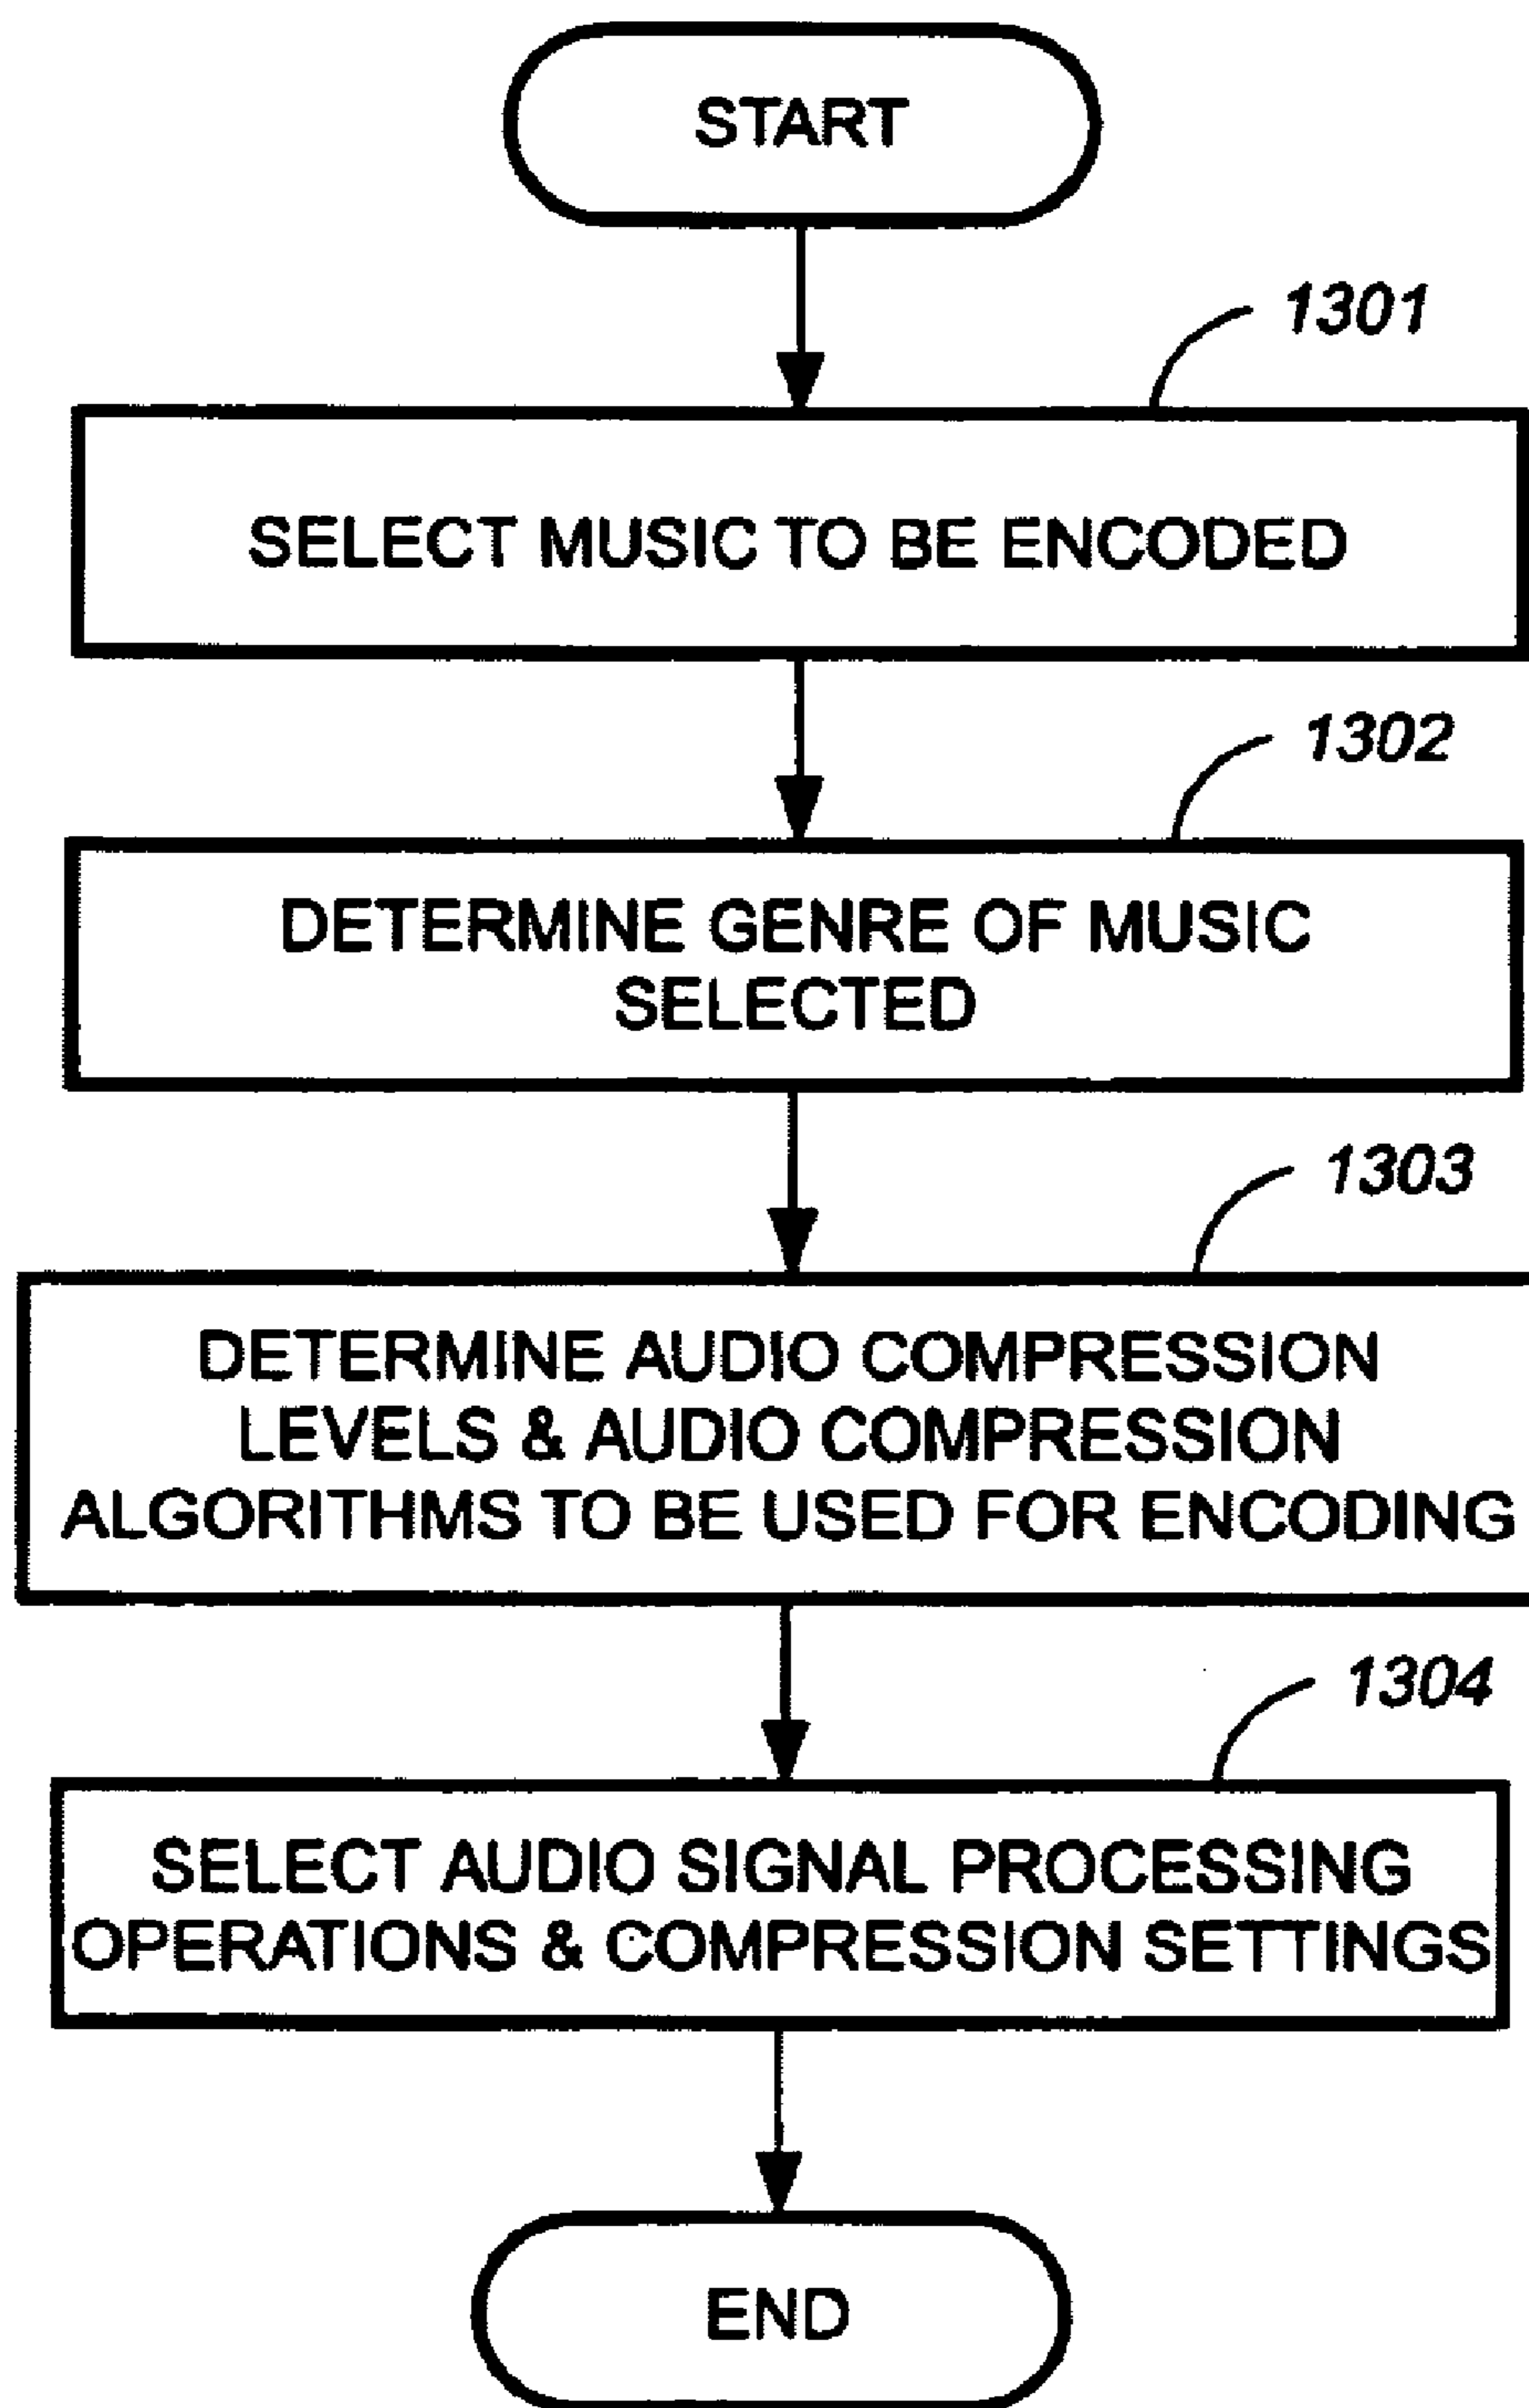 START
1301
SELECT MUSIC TO BE ENCODED
1302
DETERMINE GENRE OF MUSIC
SELECTED
1303
DETERMINE AUDIO COMPRESSION
LEVELS & AUDIO COMPRESSION
ALGORITHMS TO BE USED FOR ENCODING
1304
SELECT AUDIO SIGNAL PROCESSING
OPERATIONS & COMPRESSION SETTINGS
END